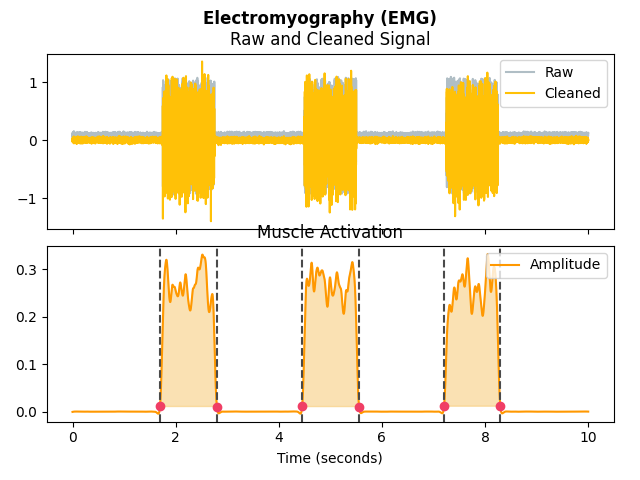 Electromyography (EMG)
Raw and Cleaned Signal
1
0
−1
Raw
Cleaned
Muscle Activation
0.3
0.2
0.1
0.0
Amplitude
0 2 4 6 8 10
Time (seconds)